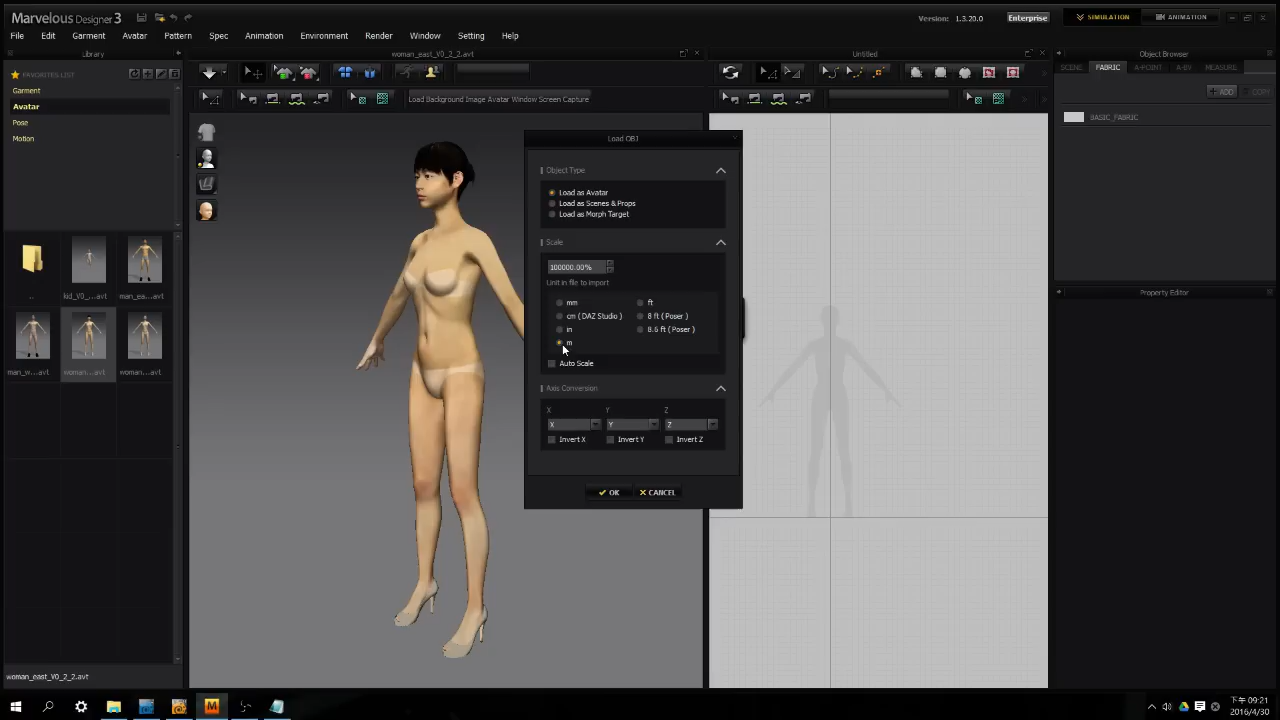 Marvelous Designer 3
Version: 1.3.20.0
Enterprise
SIMULATION
ANIMATION
File Edit Garment Avatar Pattern Spec Animation Environment Render Window Setting Help
Library
woman_east_V0_2_2.avt
Untitled
Object Browser
FAVORITES LIST
SCENE FABRIC A-POINT A-BV MEASURE
Garment
Avatar
Pose
Motion
Load Background Image Avatar Window Screen Capture
+ ADD
COPY
BASIC_FABRIC
Load OBJ
Object Type
Load as Avatar
Load as Scenes & Props
Load as Morph Target
Scale
100000.00%
Unit in file to import
mm
ft
cm ( DAZ Studio )
8 ft ( Poser )
in
8.6 ft ( Poser )
m
Auto Scale
Axis Conversion
X Y Z
X Y Z
Invert X Invert Y Invert Z
OK CANCEL
Property Editor
.. kid_V0_...avt man_ea...avt
man_w...avt woman...avt woman...avt
woman_east_V0_2_2.avt
下午 09:21
2016/4/30